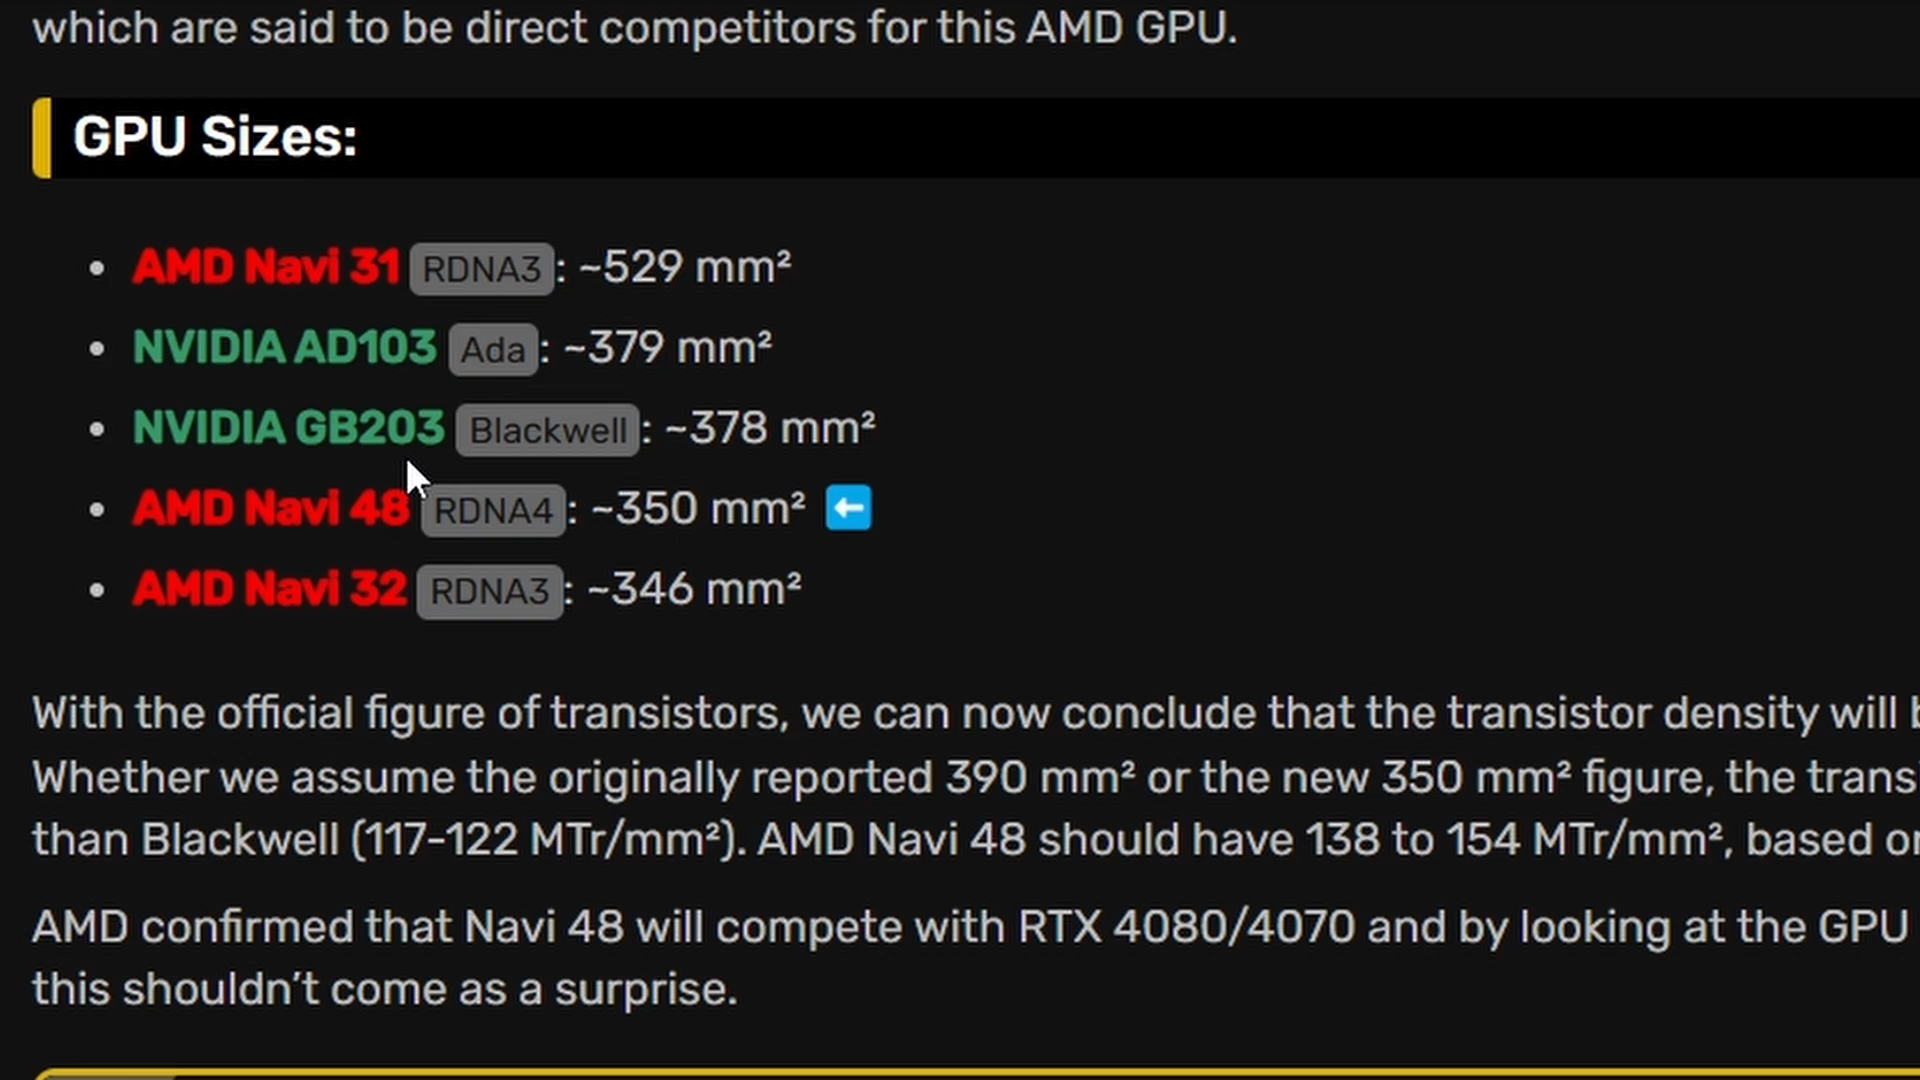 which are said to be direct competitors for this AMD GPU.
GPU Sizes:
• AMD Navi 31 RDNA3: ~529 mm²
• NVIDIA AD103 Ada: ~379 mm²
• NVIDIA GB203 Blackwell: ~378 mm²
• AMD Navi 48 RDNA4: ~350 mm² ⬅
• AMD Navi 32 RDNA3: ~346 mm²
With the official figure of transistors, we can now conclude that the transistor density will
Whether we assume the originally reported 390 mm² or the new 350 mm² figure, the
than Blackwell (117-122 MTr/mm²). AMD Navi 48 should have 138 to 154 MTr/mm², based
AMD confirmed that Navi 48 will compete with RTX 4080/4070 and by looking at the GPU
this shouldn’t come as a surprise.